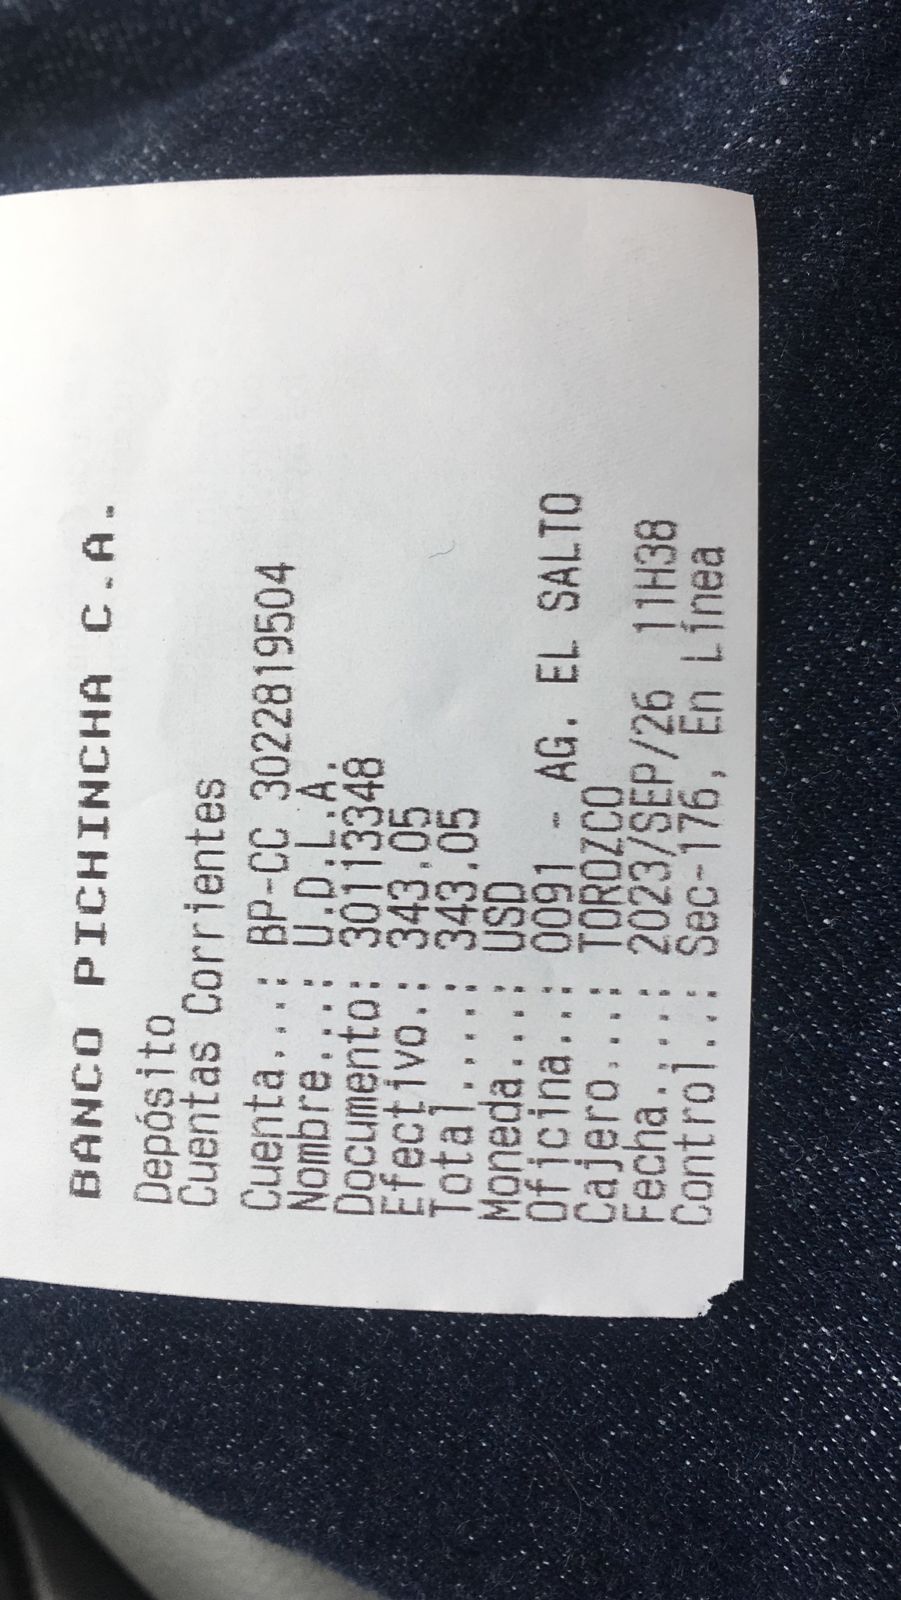 BANCO PICHINCHA C.A.
Depósito
Cuentas Corrientes
Cuenta....: BP-CC 3022819504
Nombre....: U.D.L.A.
Documento: 30113348
Efectivo.: 343.05
Total.....: 343.05
Moneda....: USD
Oficina...: 0091 - AG. EL SALTO
Cajero....: TOROZCO
Fecha.....: 2023/SEP/26 11H38
Control..: Sec-176, En Línea